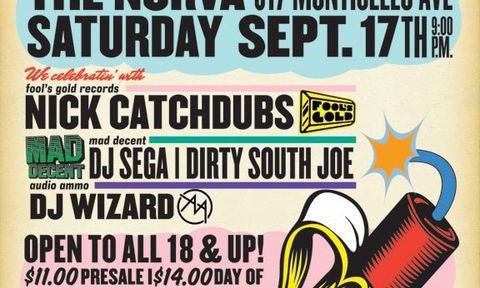 THE NORVA 317 MONTICELLO AVE
SATURDAY SEPT. 17TH 9:00 P.M.
We celebratin' with
fool's gold records
NICK CATCHDUBS
FOOL'S GOLD
MAD DECENT
mad decent
DJ SEGA | DIRTY SOUTH JOE
audio ammo
DJ WIZARD
AA
OPEN TO ALL 18 & UP!
$11.00 PRESALE | $14.00 DAY OF